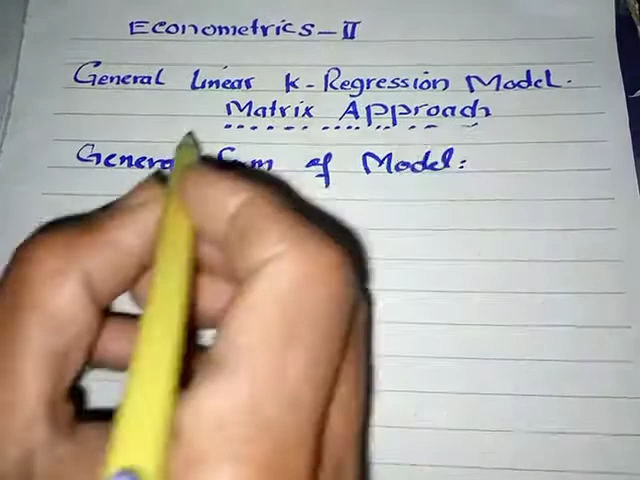 Econometrics - II
General Linear K - Regression Model.
Matrix Approach
of Model: